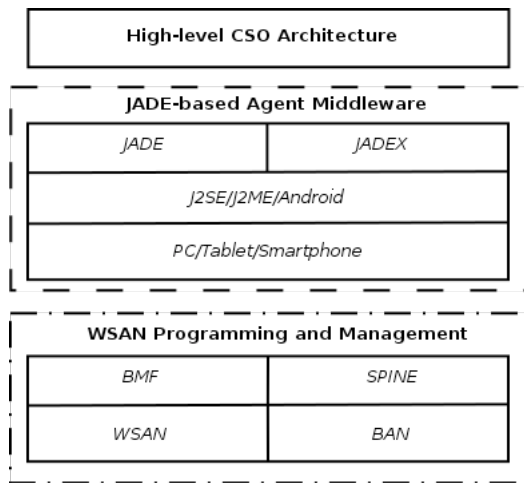 High-level CSO Architecture
JADE-based Agent Middleware
JADE JADEX
J2SE/J2ME/Android
PC/Tablet/Smartphone
WSAN Programming and Management
BMF SPINE
WSAN BAN